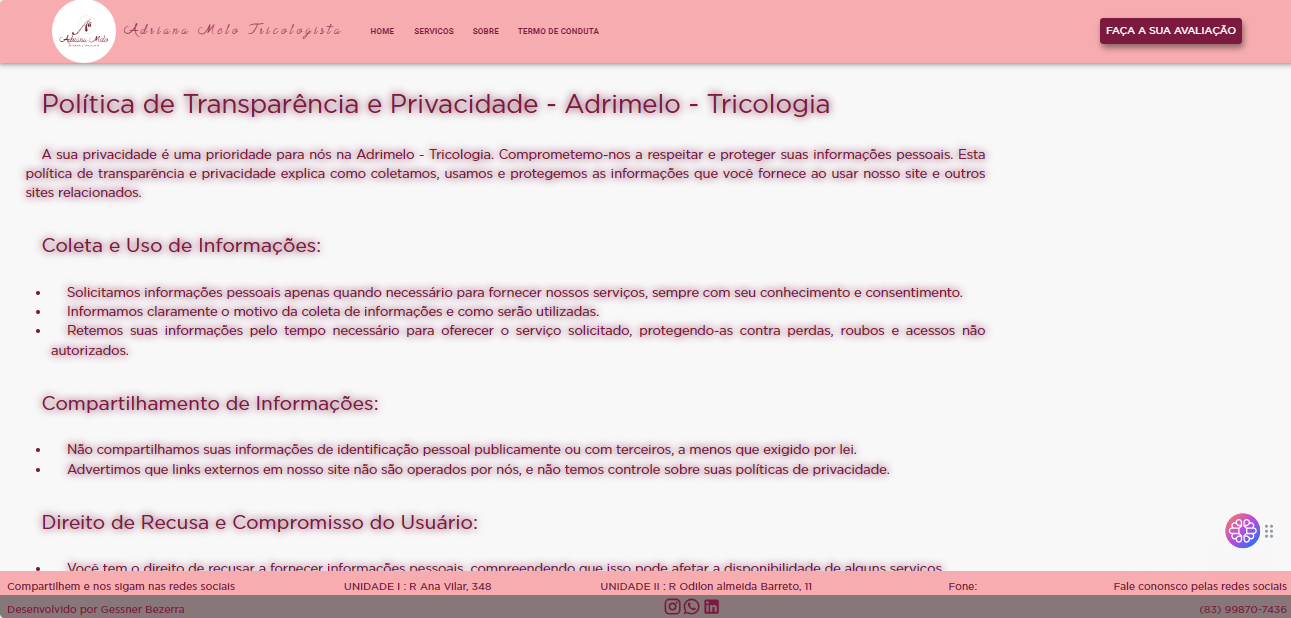 Adriana Melo
Adriana Melo Tricologista
HOME
SERVICOS
SOBRE
TERMO DE CONDUTA
FAÇA A SUA AVALIAÇÃO
Política de Transparência e Privacidade - Adrimelo - Tricologia
A sua privacidade é uma prioridade para nós na Adrimelo - Tricologia. Comprometemo-nos a respeitar e proteger suas informações pessoais. Esta
política de transparência e privacidade explica como coletamos, usamos e protegemos as informações que você fornece ao usar nosso site e outros
sites relacionados.
Coleta e Uso de Informações:
• Solicitamos informações pessoais apenas quando necessário para fornecer nossos serviços, sempre com seu conhecimento e consentimento.
• Informamos claramente o motivo da coleta de informações e como serão utilizadas.
• Retemos suas informações pelo tempo necessário para oferecer o serviço solicitado, protegendo-as contra perdas, roubos e acessos não
autorizados.
Compartilhamento de Informações:
• Não compartilhamos suas informações de identificação pessoal publicamente ou com terceiros, a menos que exigido por lei.
• Advertimos que links externos em nosso site não são operados por nós, e não temos controle sobre suas políticas de privacidade.
Direito de Recusa e Compromisso do Usuário:
• Você tem o direito de recusar a fornecer informações pessoais, compreendendo que isso pode afetar a disponibilidade de alguns serviços.
Compartilhem e nos sigam nas redes sociais
UNIDADE I : R Ana Vilar, 348
UNIDADE II : R Odilon almeida Barreto, 11
Fone:
Fale cononsco pelas redes sociais
Desenvolvido por Gessner Bezerra
(83) 99870-7436